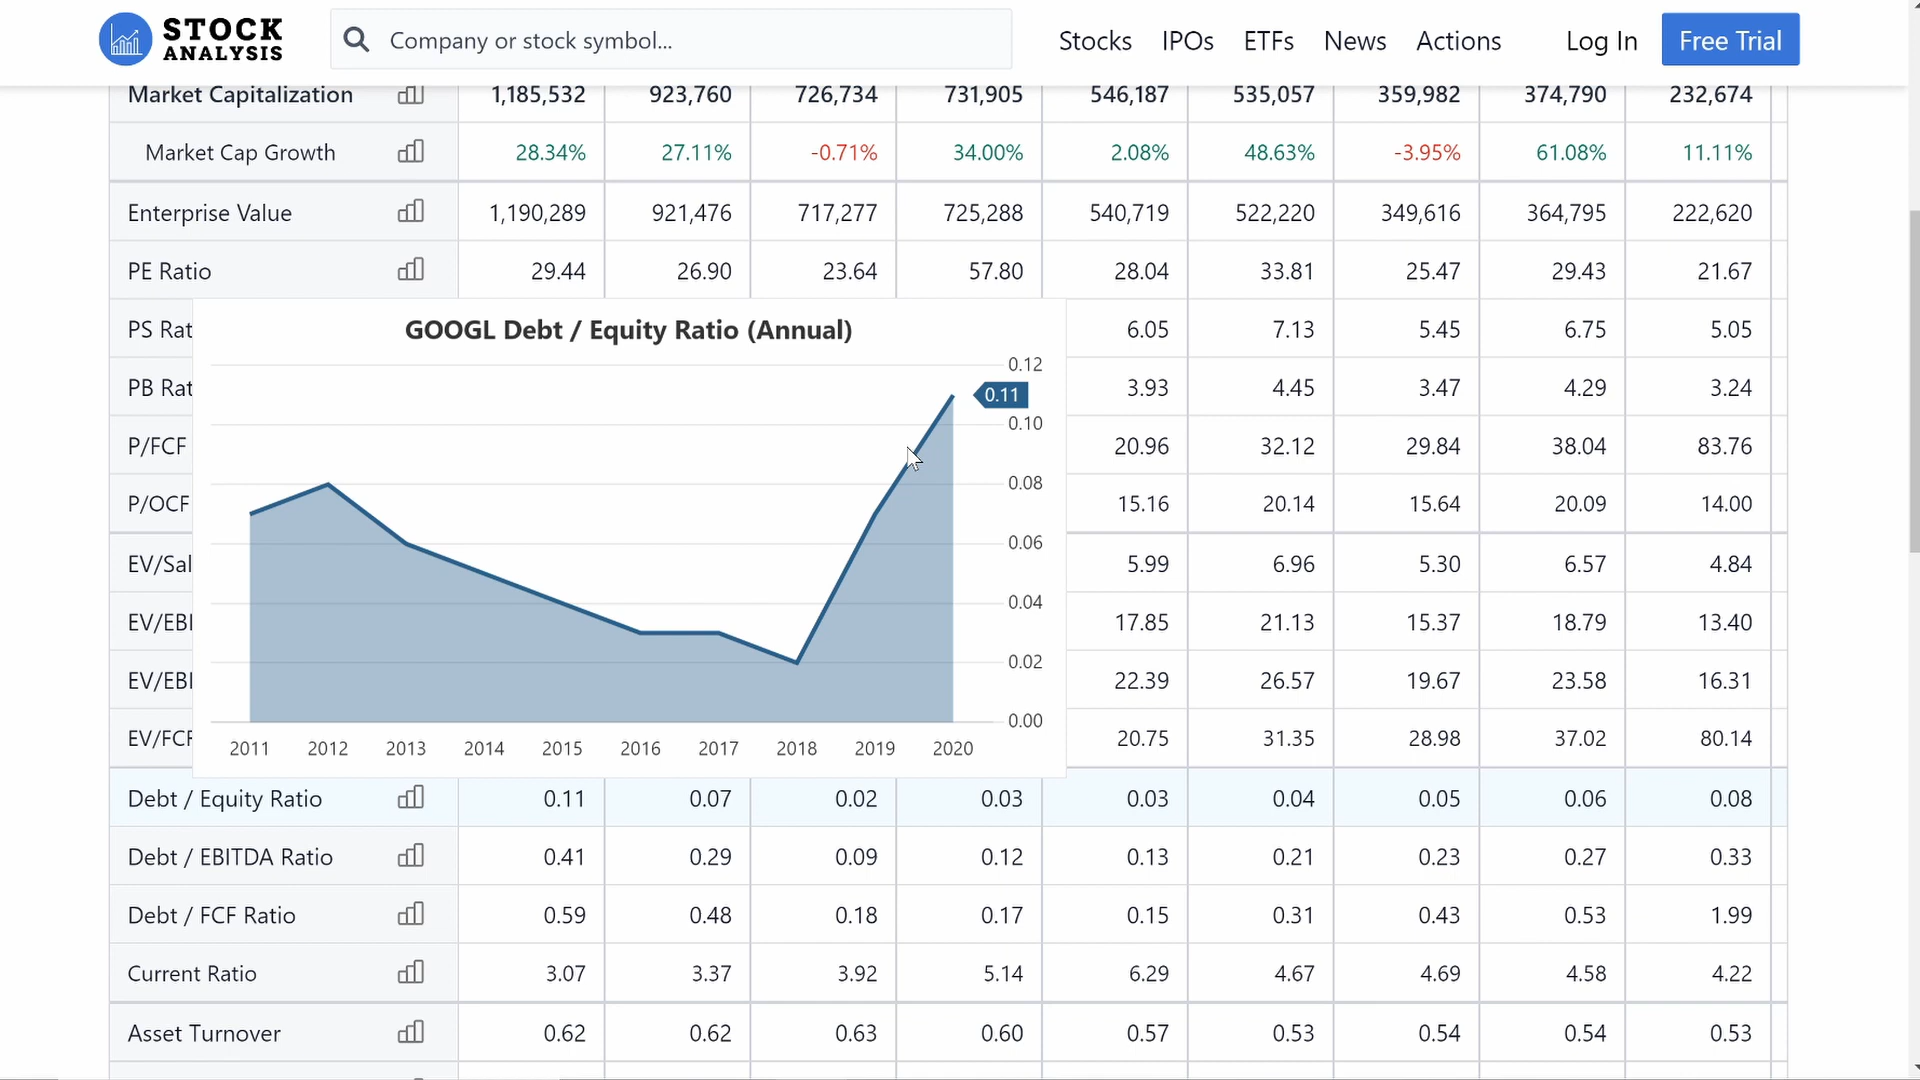 STOCK
ANALYSIS
Company or stock symbol...
Stocks IPOs ETFs News Actions Log In Free Trial
Market Capitalization 1,185,532 923,760 726,734 731,905 546,187 535,057 359,982 374,790 232,674
Market Cap Growth 28.34% 27.11% -0.71% 34.00% 2.08% 48.63% -3.95% 61.08% 11.11%
Enterprise Value 1,190,289 921,476 717,277 725,288 540,719 522,220 349,616 364,795 222,620
PE Ratio 29.44 26.90 23.64 57.80 28.04 33.81 25.47 29.43 21.67
PS Rat 6.05 7.13 5.45 6.75 5.05
PB Rat 3.93 4.45 3.47 4.29 3.24
P/FCF 20.96 32.12 29.84 38.04 83.76
P/OCF 15.16 20.14 15.64 20.09 14.00
EV/Sal 5.99 6.96 5.30 6.57 4.84
EV/EBI 17.85 21.13 15.37 18.79 13.40
EV/EBI 22.39 26.57 19.67 23.58 16.31
EV/FCF 20.75 31.35 28.98 37.02 80.14
GOOGL Debt / Equity Ratio (Annual)
0.12
0.11
0.10
0.08
0.06
0.04
0.02
0.00
2011 2012 2013 2014 2015 2016 2017 2018 2019 2020
Debt / Equity Ratio 0.11 0.07 0.02 0.03 0.03 0.04 0.05 0.06 0.08
Debt / EBITDA Ratio 0.41 0.29 0.09 0.12 0.13 0.21 0.23 0.27 0.33
Debt / FCF Ratio 0.59 0.48 0.18 0.17 0.15 0.31 0.43 0.53 1.99
Current Ratio 3.07 3.37 3.92 5.14 6.29 4.67 4.69 4.58 4.22
Asset Turnover 0.62 0.62 0.63 0.60 0.57 0.53 0.54 0.54 0.53